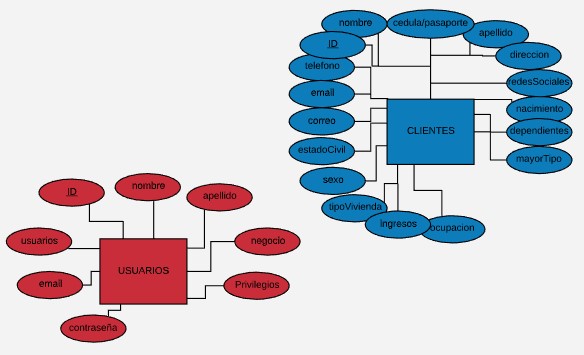 nombre
cedula/pasaporte
apellido
ID
direccion
telefono
redesSociales
email
nacimiento
correo
CLIENTES
dependientes
estadoCivil
mayorTipo
sexo
tipoVivienda
ingresos
ocupacion
ID
nombre
apellido
usuarios
negocio
USUARIOS
email
Privilegios
contraseña